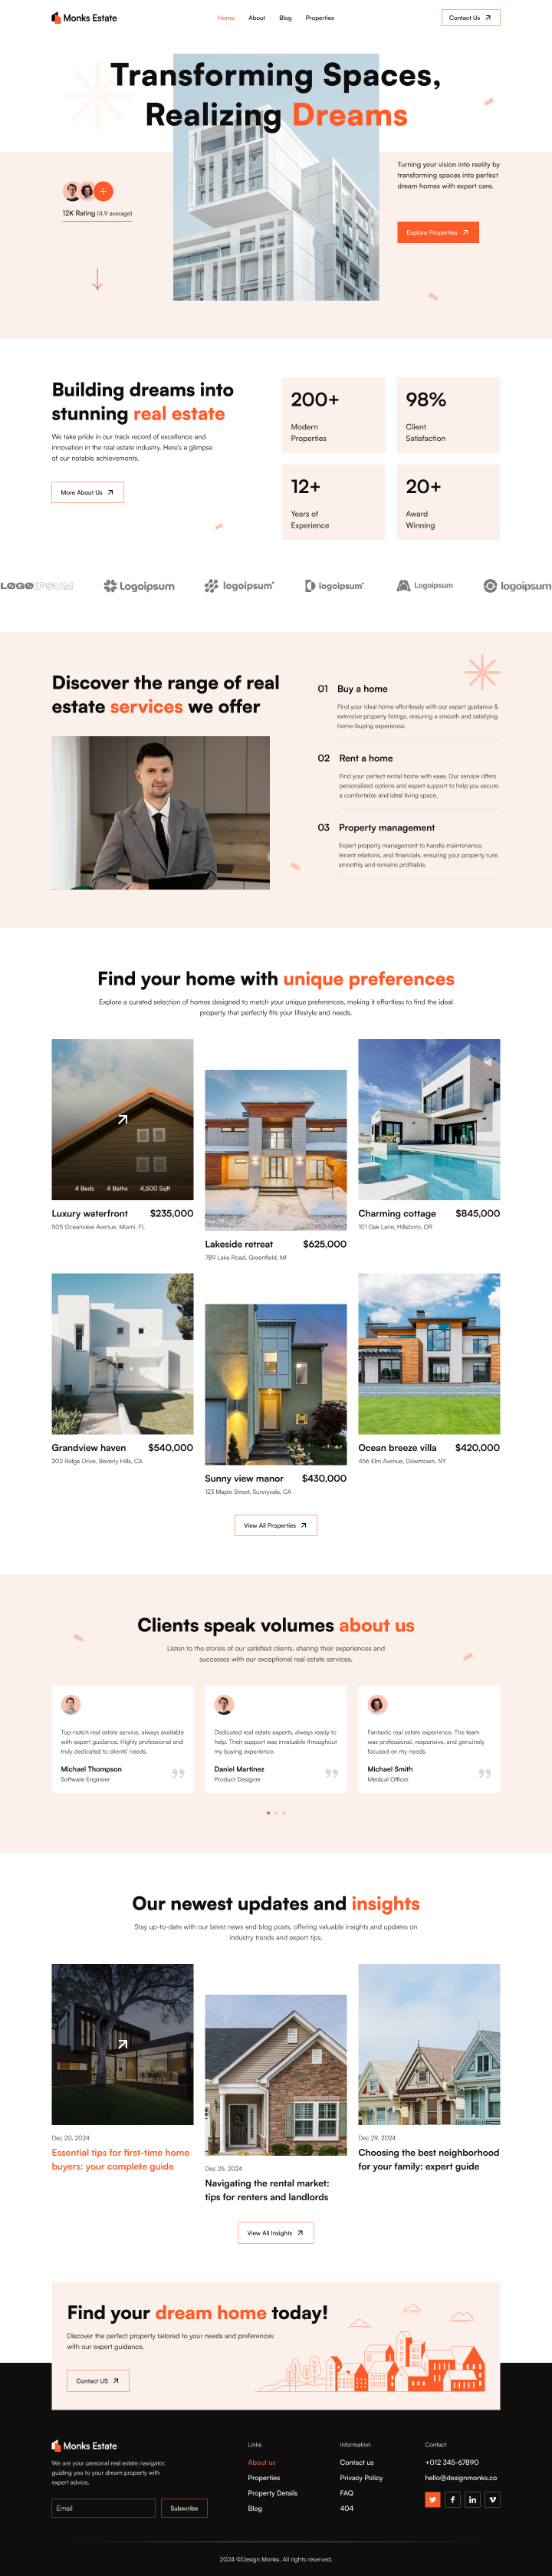 Monks Estate
Home
About
Blog
Properties
Contact Us
Transforming Spaces,
Realizing Dreams
Turning your vision into reality by
transforming spaces into perfect
dream homes with expert care.
12K Rating (4.9 average)
Explore Properties
Building dreams into
stunning real estate
We take pride in our track record of excellence and
innovation in the real estate industry. Here's a glimpse
of our notable achievements.
More About Us
200+
Modern
Properties
98%
Client
Satisfaction
12+
Years of
Experience
20+
Award
Winning
LOGOIPSUM
Logoipsum
logoipsum
logoipsum
Logoipsum
logoipsum
Discover the range of real
estate services we offer
01 Buy a home
Find your ideal home effortlessly with our expert guidance &
extensive property listings, ensuring a smooth and satisfying
home-buying experience.
02 Rent a home
Find your perfect rental home with ease. Our service offers
personalized options and expert support to help you secure
a comfortable and ideal living space.
03 Property management
Expert property management to handle maintenance,
tenant relations, and financials, ensuring your property runs
smoothly and remains profitable.
Find your home with unique preferences
Explore a curated selection of homes designed to match your unique preferences, making it effortless to find the ideal
property that perfectly fits your lifestyle and needs.
4 Beds 4 Baths 4,500 Sqft
Luxury waterfront $235,000
505 Oceanview Avenue, Miami, FL
Lakeside retreat $625,000
789 Lake Road, Greenfield, MI
Charming cottage $845,000
101 Oak Lane, Hillsboro, OR
Grandview haven $540,000
202 Ridge Drive, Beverly Hills, CA
Sunny view manor $430,000
123 Maple Street, Sunnyvale, CA
Ocean breeze villa $420,000
456 Elm Avenue, Downtown, NY
View All Properties
Clients speak volumes about us
Listen to the stories of our satisfied clients, sharing their experiences and
successes with our exceptional real estate services.
Top-notch real estate service, always available
with expert guidance. Highly professional and
truly dedicated to clients' needs.
Michael Thompson
Software Engineer
Dedicated real estate experts, always ready to
help. Their support was invaluable throughout
my buying experience.
Daniel Martinez
Product Designer
Fantastic real estate experience. The team
was professional, responsive, and genuinely
focused on my needs.
Michael Smith
Medical Officer
Our newest updates and insights
Stay up-to-date with our latest news and blog posts, offering valuable insights and updates on
industry trends and expert tips.
Dec 20, 2024
Essential tips for first-time home
buyers: your complete guide
Dec 25, 2024
Navigating the rental market:
tips for renters and landlords
Dec 29, 2024
Choosing the best neighborhood
for your family: expert guide
View All Insights
Find your dream home today!
Discover the perfect property tailored to your needs and preferences
with our expert guidance.
Contact US
Monks Estate
We are your personal real estate navigator,
guiding you to your dream property with
expert advice.
Email
Subscribe
Links
About us
Properties
Property Details
Blog
Information
Contact us
Privacy Policy
FAQ
404
Contact
+012 345-67890
hello@designmonks.co
2024 ©Design Monks. All rights reserved.